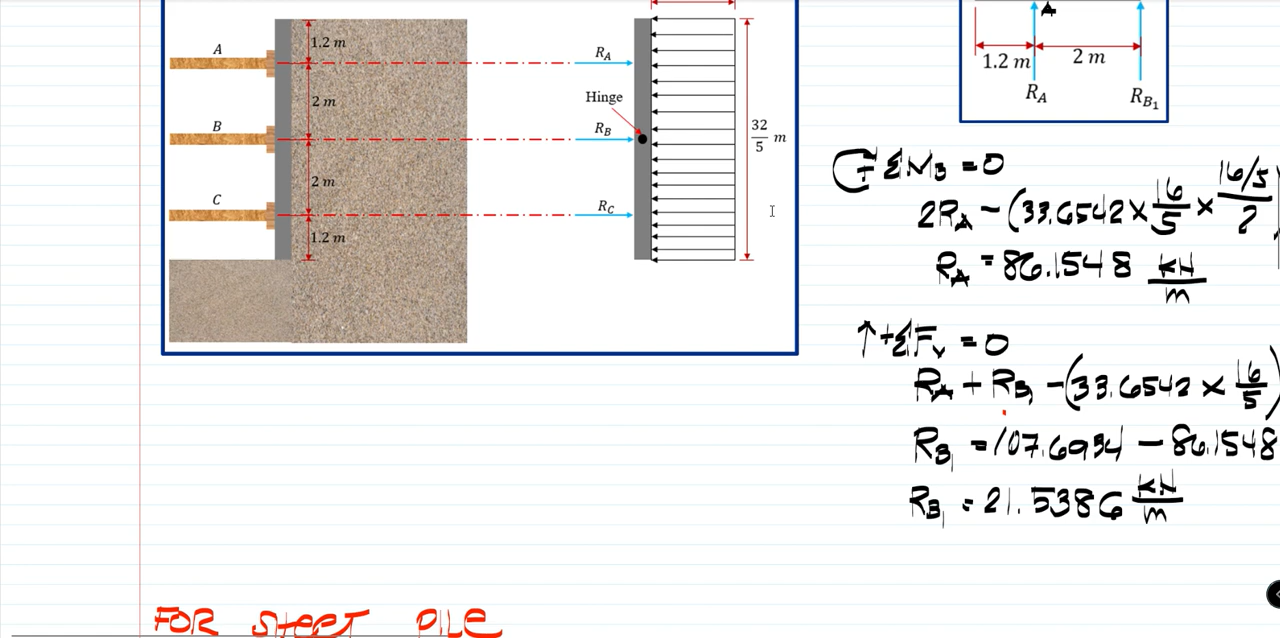 A
B
C
1.2 m
2 m
2 m
1.2 m
R_A
Hinge
R_B
R_C
32/5 m
A
1.2 m
2 m
R_A
R_B₁
+ΣM_B = 0
2R_A - (33.6542 × 16/5 × (16/5)/2
R_A = 86.1548 kN/m
↑+ΣF_v = 0
R_A + R_B₁ - (33.6542 × 16/5)
R_B₁ = 107.6934 - 86.1548
R_B₁ = 21.5386 kN/m
FOR SHEET PILE